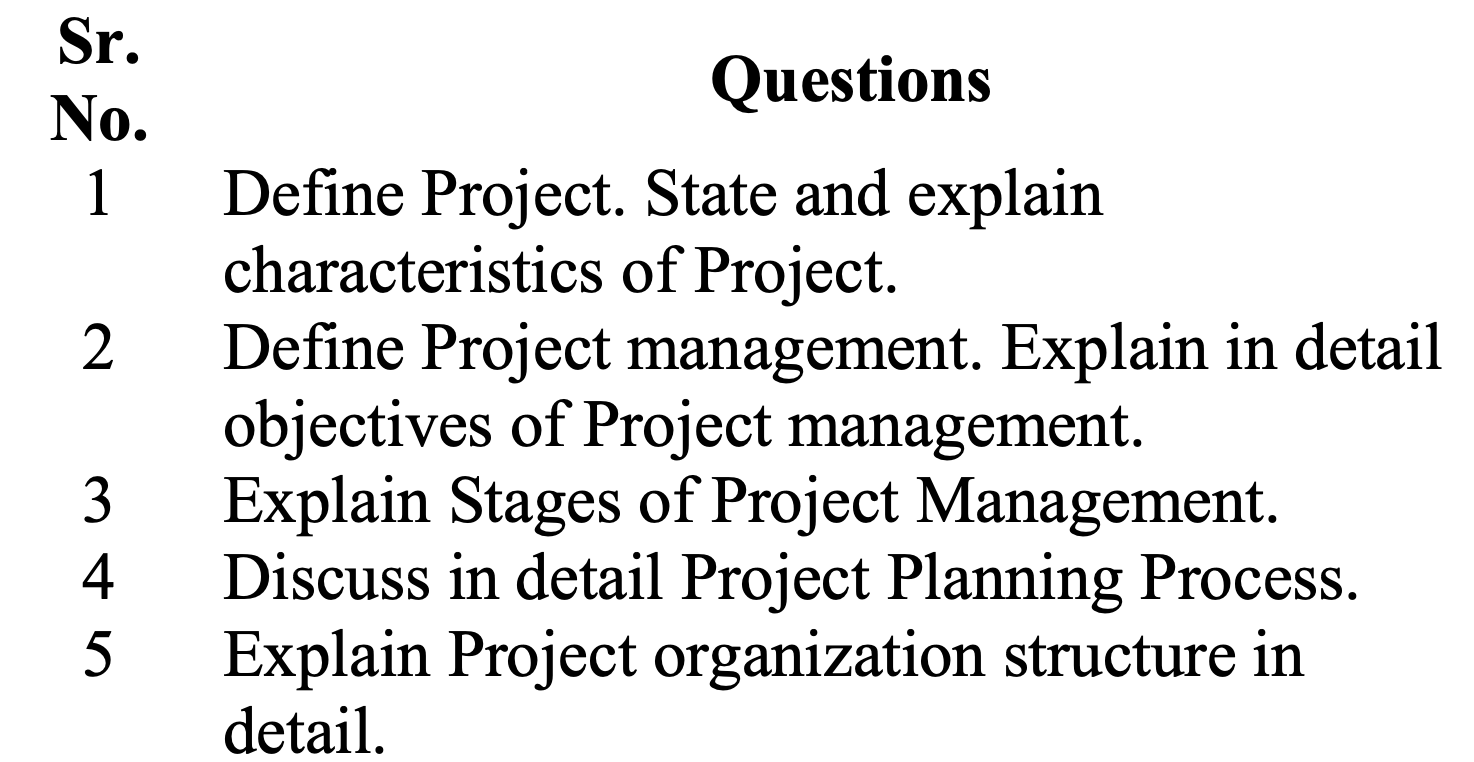 Sr.
No.
Questions
1 Define Project. State and explain
characteristics of Project.
2 Define Project management. Explain in detail
objectives of Project management.
3 Explain Stages of Project Management.
4 Discuss in detail Project Planning Process.
5 Explain Project organization structure in
detail.